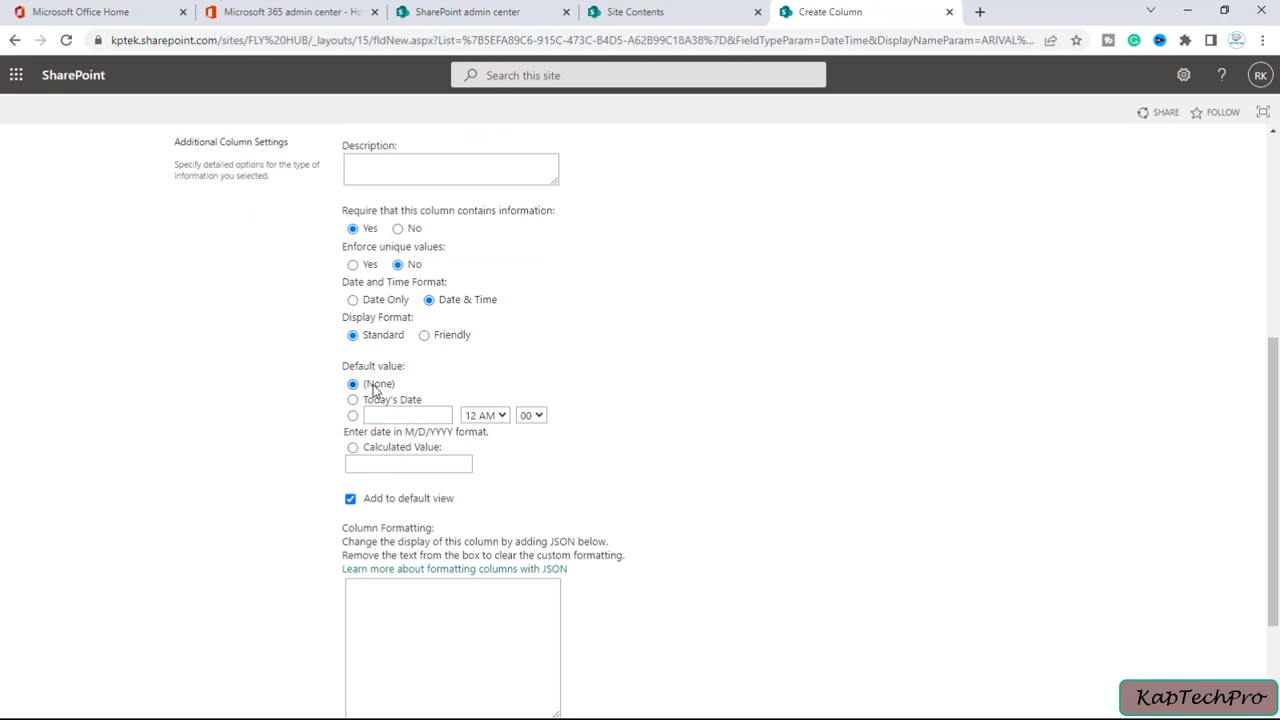 Microsoft Office Home
Microsoft 365 admin center - Ho
SharePoint admin center
Site Contents
Create Column
kptek.sharepoint.com/sites/FLY%20HUB/_layouts/15/fldNew.aspx?List=%7B5EFA89C6-915C-473C-B4D5-A62B99C18A38%7D&FieldTypeParam=DateTime&DisplayNameParam=ARIVAL%...
SharePoint
Search this site
?
RK
SHARE
FOLLOW
Additional Column Settings
Specify detailed options for the type of
information you selected.
Description:
Require that this column contains information:
Yes No
Enforce unique values:
Yes No
Date and Time Format:
Date Only Date & Time
Display Format:
Standard Friendly
Default value:
(None)
Today's Date
12 AM 00
Enter date in M/D/YYYY format.
Calculated Value:
Add to default view
Column Formatting:
Change the display of this column by adding JSON below.
Remove the text from the box to clear the custom formatting.
Learn more about formatting columns with JSON
KapTechPro